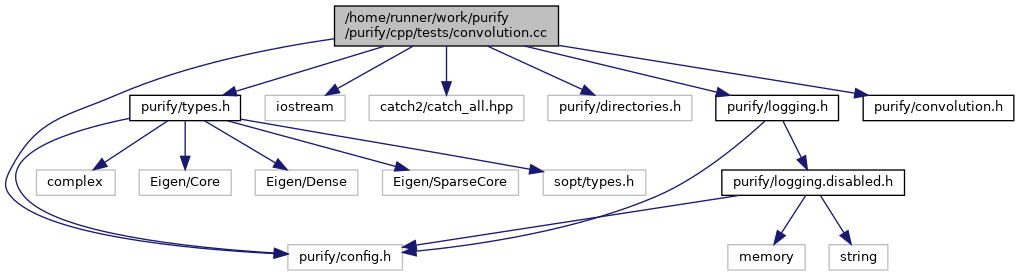 /home/runner/work/purify
/purify/cpp/tests/convolution.cc
purify/types.h
iostream
catch2/catch_all.hpp
purify/directories.h
purify/logging.h
purify/convolution.h
complex
Eigen/Core
Eigen/Dense
Eigen/SparseCore
sopt/types.h
purify/logging.disabled.h
purify/config.h
memory
string